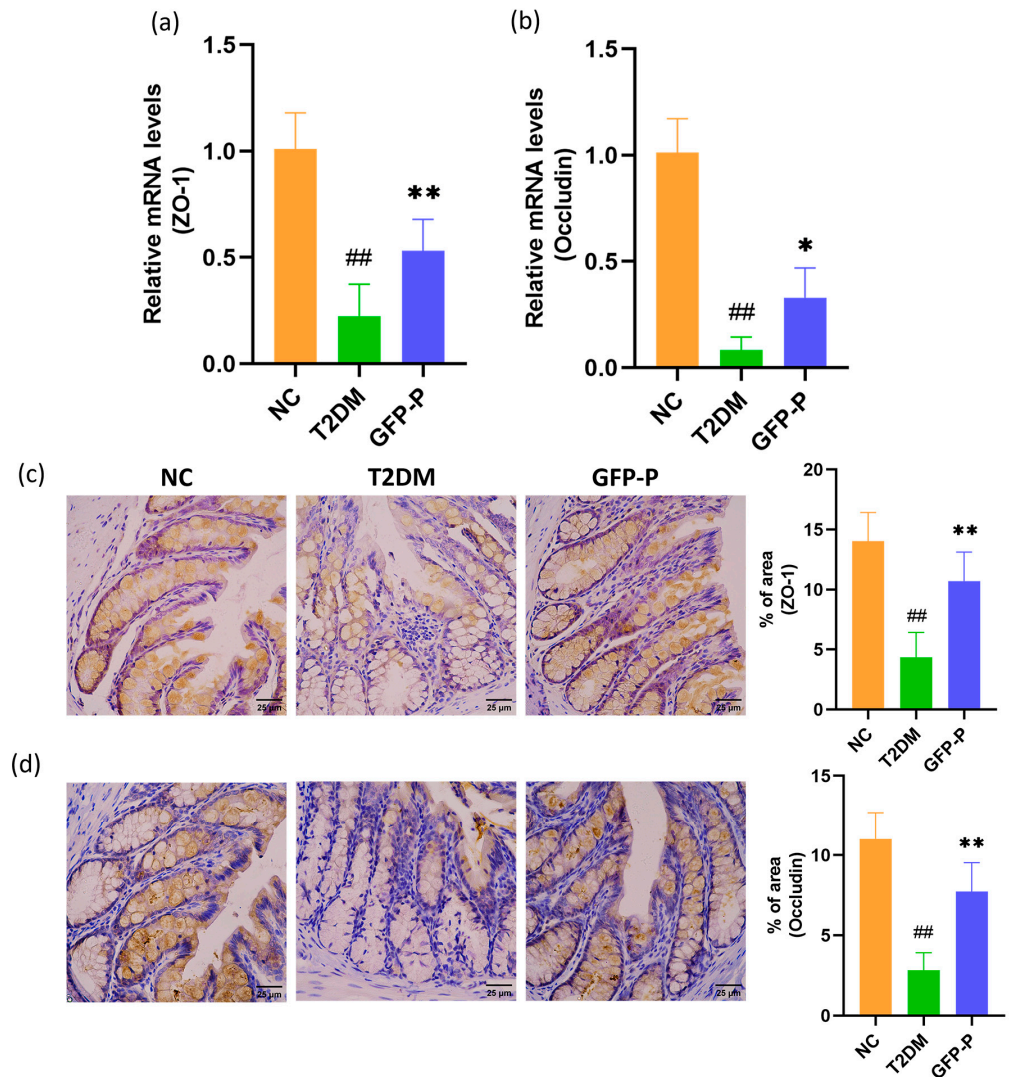 (a)
1.5
1.0
0.5
0.0
Relative mRNA levels
(ZO-1)
##
**
NC
T2DM
GFP-P
(b)
1.5
1.0
0.5
0.0
Relative mRNA levels
(Occludin)
##
*
NC
T2DM
GFP-P
(c)
NC
T2DM
GFP-P
25 μm
25 μm
25 μm
20
15
10
5
0
% of area
(ZO-1)
##
**
NC
T2DM
GFP-P
(d)
25 μm
25 μm
25 μm
15
10
5
0
% of area
(Occludin)
##
**
NC
T2DM
GFP-P